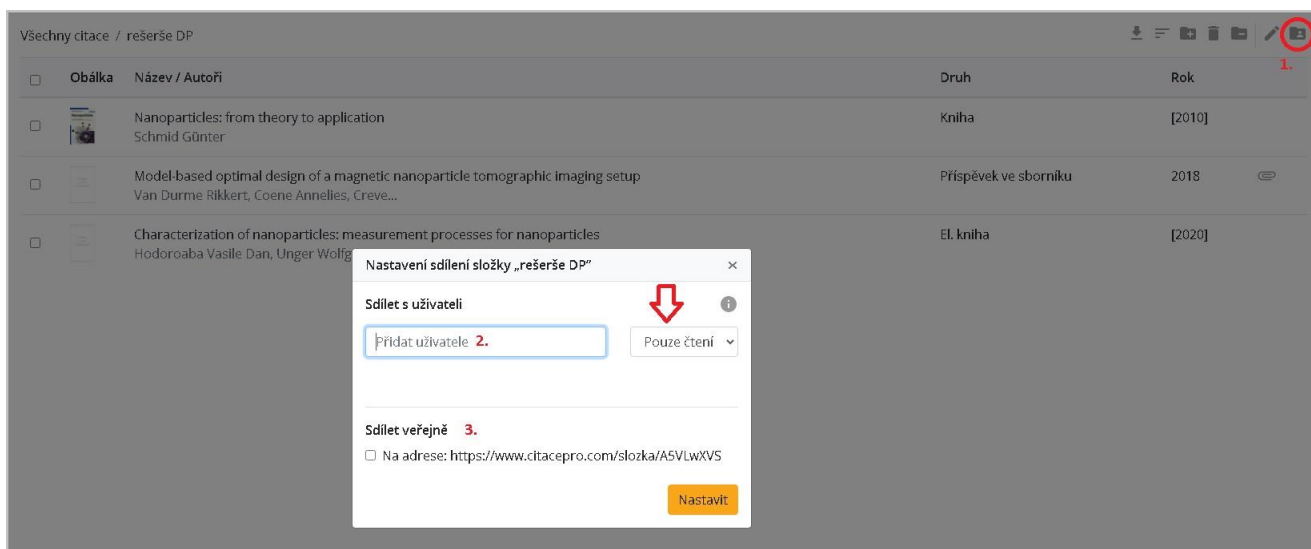 Všechny citace / rešerše DP
1.
Obálka Název / Autoři Druh Rok
Nanoparticles: from theory to application Kniha [2010]
Schmid Günter
Model-based optimal design of a magnetic nanoparticle tomographic imaging setup Příspěvek ve sborníku 2018
Van Durme Rikkert, Coene Annelies, Creve...
Characterization of nanoparticles: measurement processes for nanoparticles El. kniha [2020]
Hodoroaba Vasile Dan, Unger Wolfg
Nastavení sdílení složky „rešerše DP" ×
Sdílet s uživateli
Přidat uživatele 2. Pouze čtení
Sdílet veřejně 3.
Na adrese: https://www.citacepro.com/slozka/A5VLwXVS
Nastavit